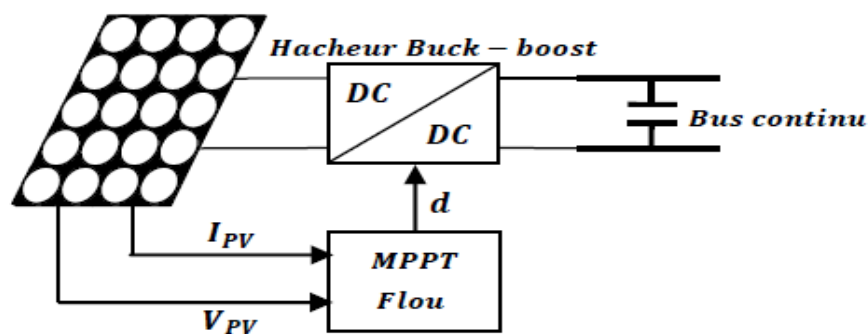 Hacheur Buck – boost
DC
DC
Bus continu
d
I_PV
MPPT
Flou
V_PV